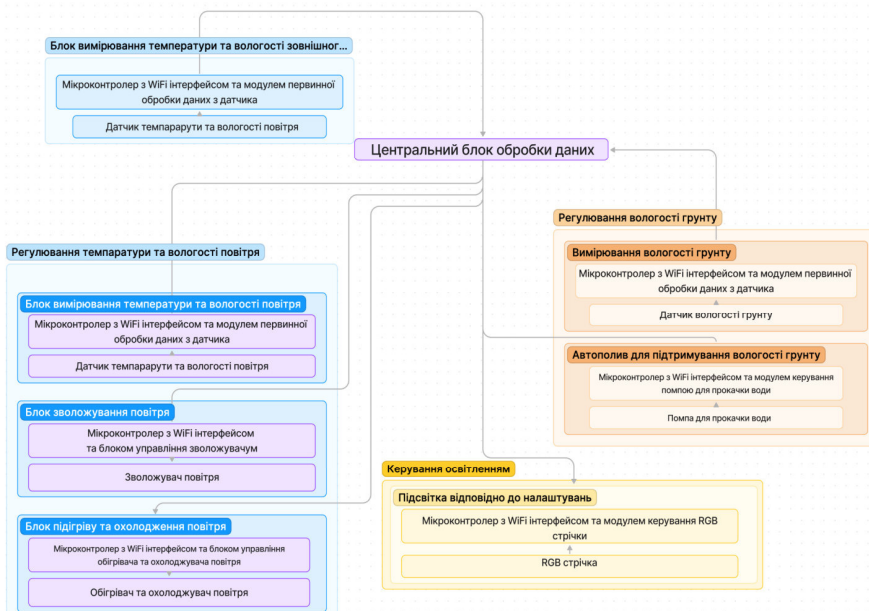 Блок вимірювання температури та вологості зовнішног...
Мікроконтролер з WiFi інтерфейсом та модулем первинної
обробки даних з датчика
Датчик темпарарути та вологості повітря
Центральний блок обробки даних
Регулювання вологості грунту
Вимірювання вологості грунту
Мікроконтролер з WiFi інтерфейсом та модулем первинної
обробки даних з датчика
Датчик вологості грунту
Автополив для підтримування вологості грунту
Мікроконтролер з WiFi інтерфейсом та модулем керування
помпою для прокачки води
Помпа для прокачки води
Регулювання темпаратури та вологості повітря
Блок вимірювання температури та вологості повітря
Мікроконтролер з WiFi інтерфейсом та модулем первинної
обробки даних з датчика
Датчик темпарарути та вологості повітря
Блок зволожування повітря
Мікроконтролер з WiFi інтерфейсом
та блоком управління зволожувачум
Зволожувач повітря
Блок підігріву та охолодження повітря
Мікроконтролер з WiFi інтерфейсом та блоком управління
обігрівача та охолоджувача повітря
Обігрівач та охолоджувач повітря
Керування освітленням
Підсвітка відповідно до налаштувань
Мікроконтролер з WiFi інтерфейсом та модулем керування RGB
стрічки
RGB стрічка